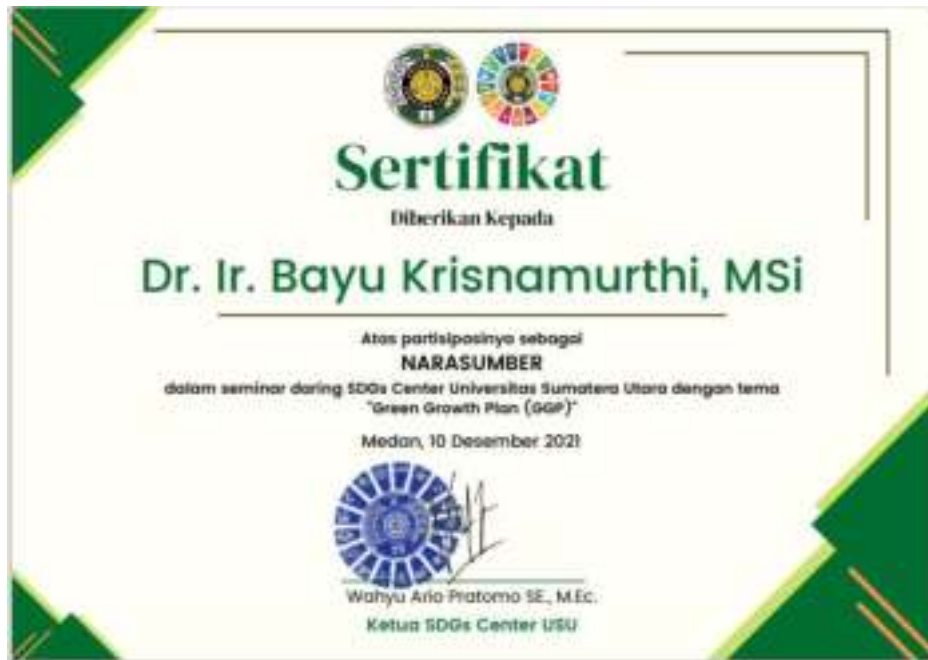 Sertifikat
Diberikan Kepada
Dr. Ir. Bayu Krisnamurthi, MSi
Atas partisipasinya sebagai
NARASUMBER
dalam seminar daring SDGs Center Universitas Sumatera Utara dengan tema
"Green Growth Plan (GGP)"
Medan, 10 Desember 2021
Wahyu Ario Pratomo SE., M.Ec.
Ketua SDGs Center USU